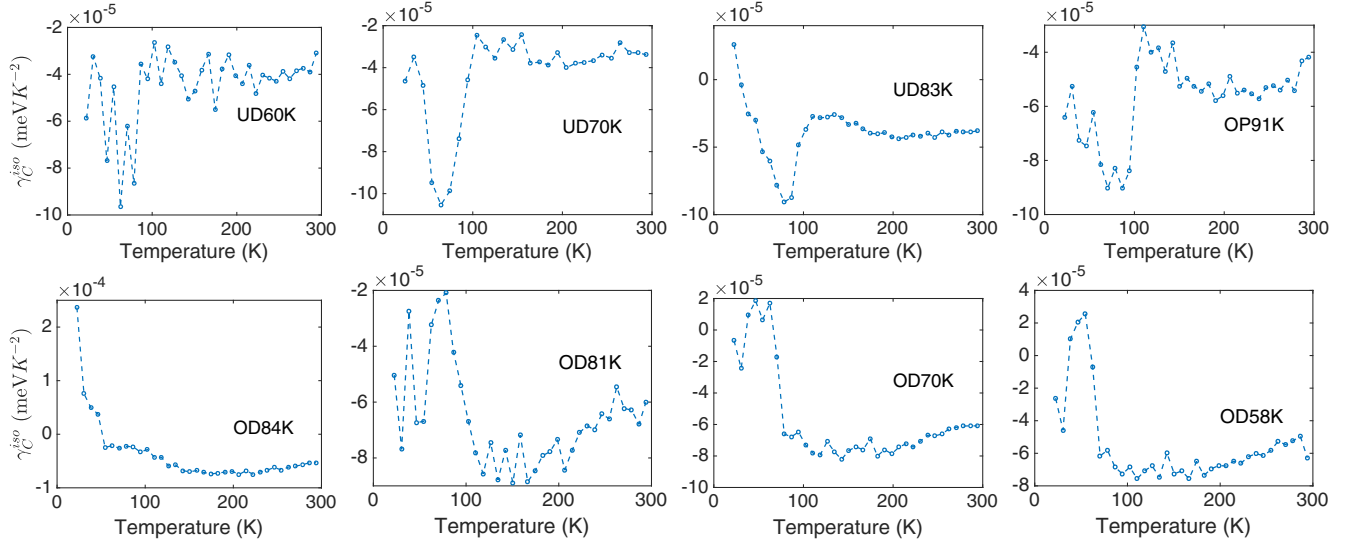 ×10⁻⁵ ×10⁻⁵ ×10⁻⁵ ×10⁻⁵
-2 -2 5 -4
-4 -4 0 -6
-6 -6 -5 -8
-8 -8 -10
-10 -10
γ_C^{iso} (meVK⁻²)
UD60K UD70K UD83K OP91K
0 100 200 300 0 100 200 300 0 100 200 300 0 100 200 300
Temperature (K) Temperature (K) Temperature (K) Temperature (K)
×10⁻⁴ ×10⁻⁵ ×10⁻⁵ ×10⁻⁵
2 -2 2 4
1 -4 0 2
0 -6 -5 0
-1 -8 -10 -2
-4
-6
-8
γ_C^{iso} (meVK⁻²)
OD84K OD81K OD70K OD58K
0 100 200 300 0 100 200 300 0 100 200 300 0 100 200 300
Temperature (K) Temperature (K) Temperature (K) Temperature (K)